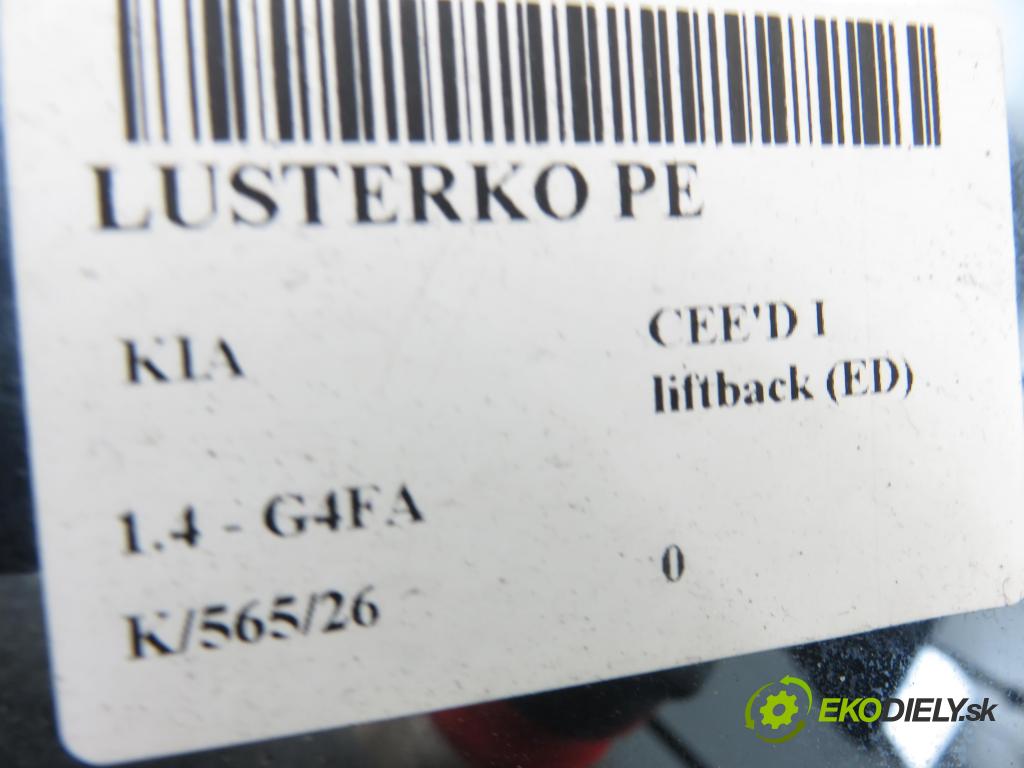 LUSTERKO PE
KIA
CEE'D I
liftback (ED)
1.4 - G4FA
0
K/565/26
EKODIELY.sk